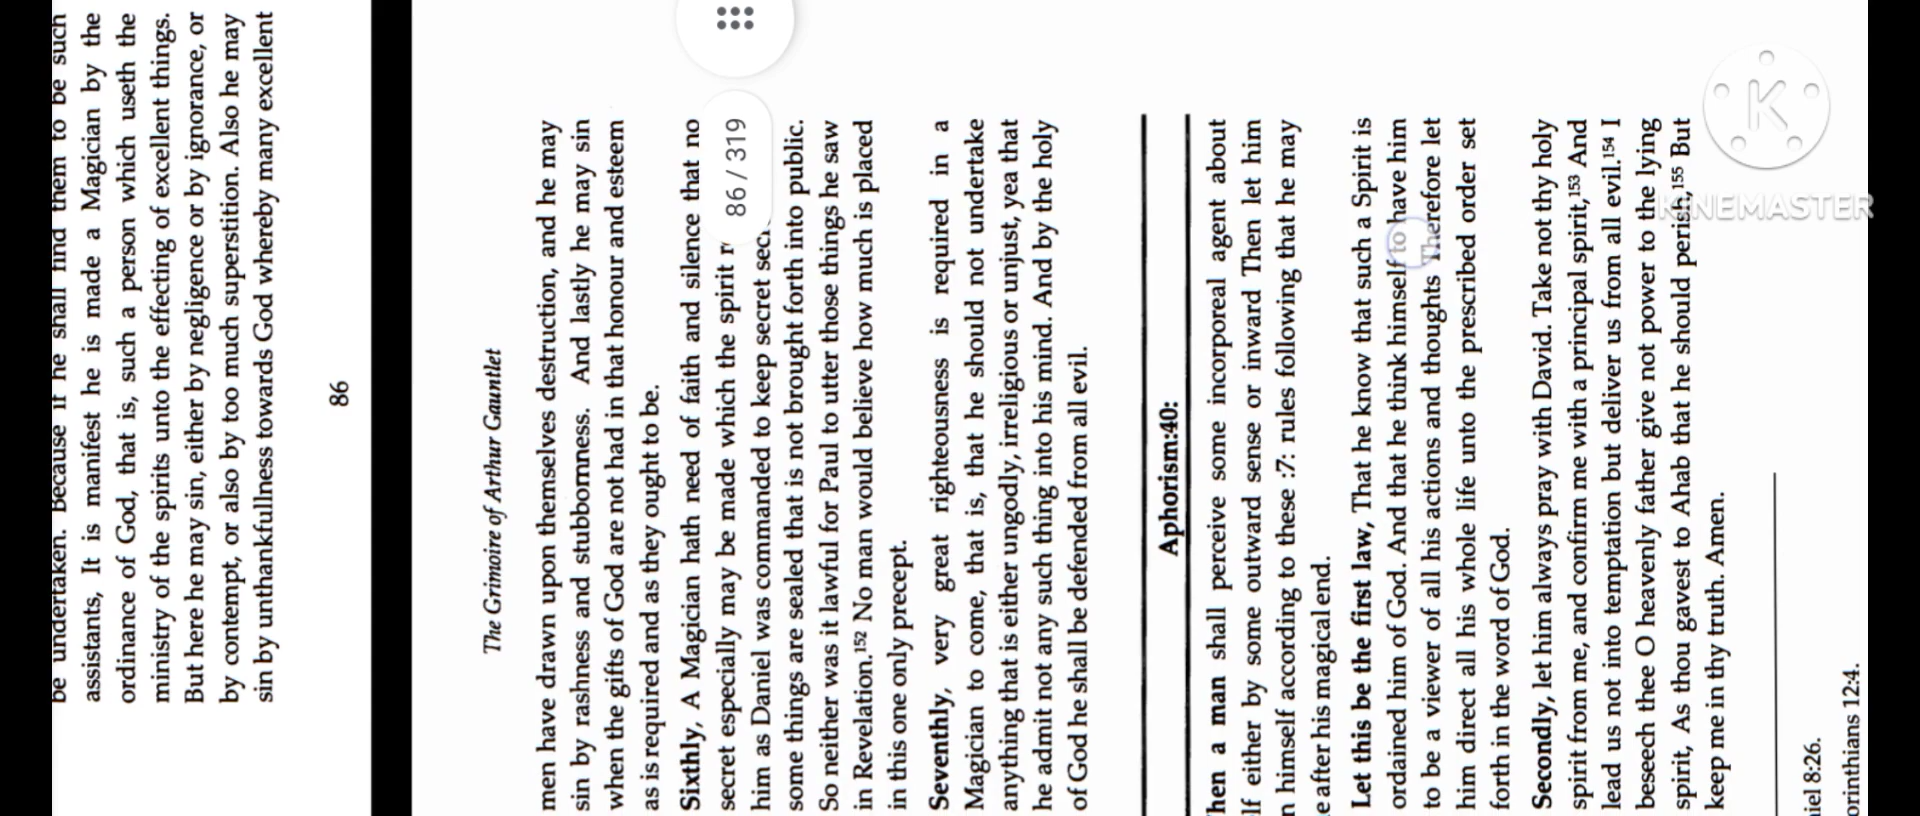 be undertaken. Because if he shall find them to be such
assistants, It is manifest he is made a Magician by the
ordinance of God, that is, such a person which useth the
ministry of the spirits unto the effecting of excellent things.
But here he may sin, either by negligence or by ignorance, or
by contempt, or also by too much superstition. Also he may
sin by unthankfullness towards God whereby many excellent
86
The Grimoire of Arthur Gauntlet
men have drawn upon themselves destruction, and he may
sin by rashness and stubbornness. And lastly he may sin
when the gifts of God are not had in that honour and esteem
as is required and as they ought to be.
Sixthly, A Magician hath need of faith and silence that no
secret especially may be made which the spirit
him as Daniel was commanded to keep secret
some things are sealed that is not brought forth into public.
So neither was it lawful for Paul to utter those things he saw
in Revelation.152 No man would believe how much is placed
in this one only precept.
Seventhly, very great righteousness is required in a
Magician to come, that is, that he should not undertake
anything that is either ungodly, irreligious or unjust, yea that
he admit not any such thing into his mind. And by the holy
of God he shall be defended from all evil.
Aphorism:40:
hen a man shall perceive some incorporeal agent about
lf either by some outward sense or inward Then let him
n himself according to these :7: rules following that he may
e after his magical end.
Let this be the first law, That he know that such a Spirit is
ordained him of God. And that he think himself to have him
to be a viewer of all his actions and thoughts Therefore let
him direct all his whole life unto the prescribed order set
forth in the word of God.
Secondly, let him always pray with David. Take not thy holy
spirit from me, and confirm me with a principal spirit,153 And
lead us not into temptation but deliver us from all evil.154 I
beseech thee O heavenly father give not power to the lying
spirit, As thou gavest to Ahab that he should perish,155 But
keep me in thy truth. Amen.
iel 8:26.
orinthians 12:4.
86 / 319
K
KINEMASTER